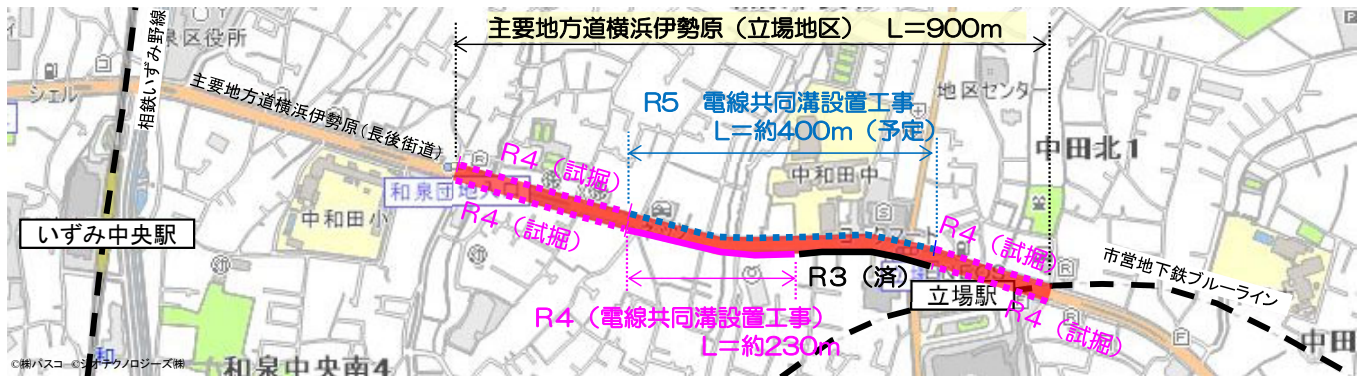 主要地方道横浜伊勢原（立場地区）　L＝900m
泉区役所
シェル
相鉄いずみ野線
主要地方道横浜伊勢原（長後街道）
R5　電線共同溝設置工事
L＝約400m（予定）
地区センター
中田北1
R4（試掘）
和泉団地入口
R4（試掘）
中和田小
中和田中
いずみ中央駅
R4（試掘）
R3（済）
立場駅
市営地下鉄ブルーライン
R4（試掘）
R4（電線共同溝設置工事）
L＝約230m
中田
和泉中央南4
©㈱パスコ ©ジオテクノロジーズ㈱